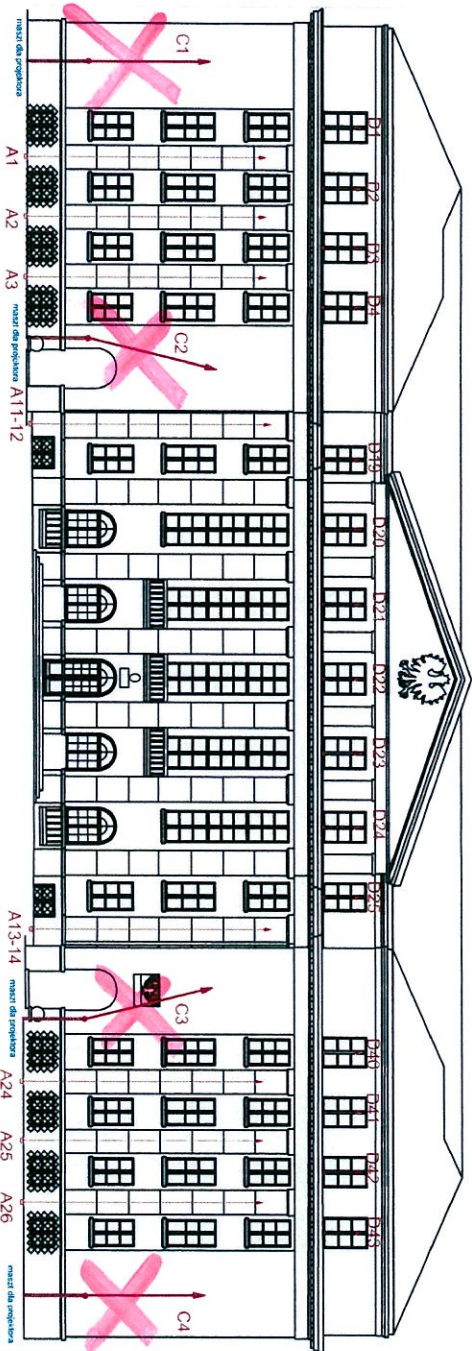 D1
D2
D3
D4
D19
D20
D21
D22
D23
D24
D25
D40
D41
D42
D43
C1
C2
C3
C4
A1
A2
A3
A11-12
A13-14
A24
A25
A26
maszt dla projektora
maszt dla projektora
maszt dla projektora
maszt dla projektora